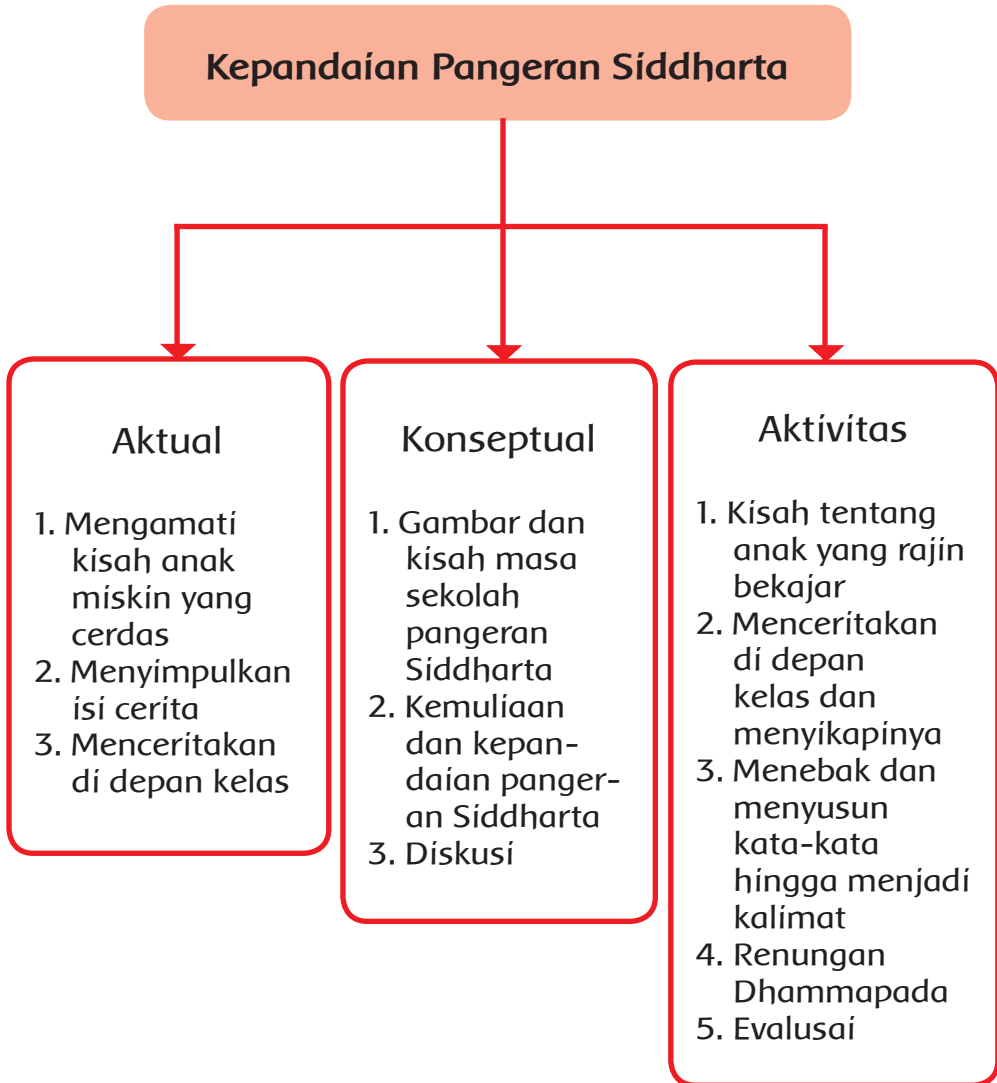 Kepandaian Pangeran Siddharta
Aktual
1. Mengamati
kisah anak
miskin yang
cerdas
2. Menyimpulkan
isi cerita
3. Menceritakan
di depan kelas
Konseptual
1. Gambar dan
kisah masa
sekolah
pangeran
Siddharta
2. Kemuliaan
dan kepan-
daian panger-
an Siddharta
3. Diskusi
Aktivitas
1. Kisah tentang
anak yang rajin
bekajar
2. Menceritakan
di depan
kelas dan
menyikapinya
3. Menebak dan
menyusun
kata-kata
hingga menjadi
kalimat
4. Renungan
Dhammapada
5. Evalusai